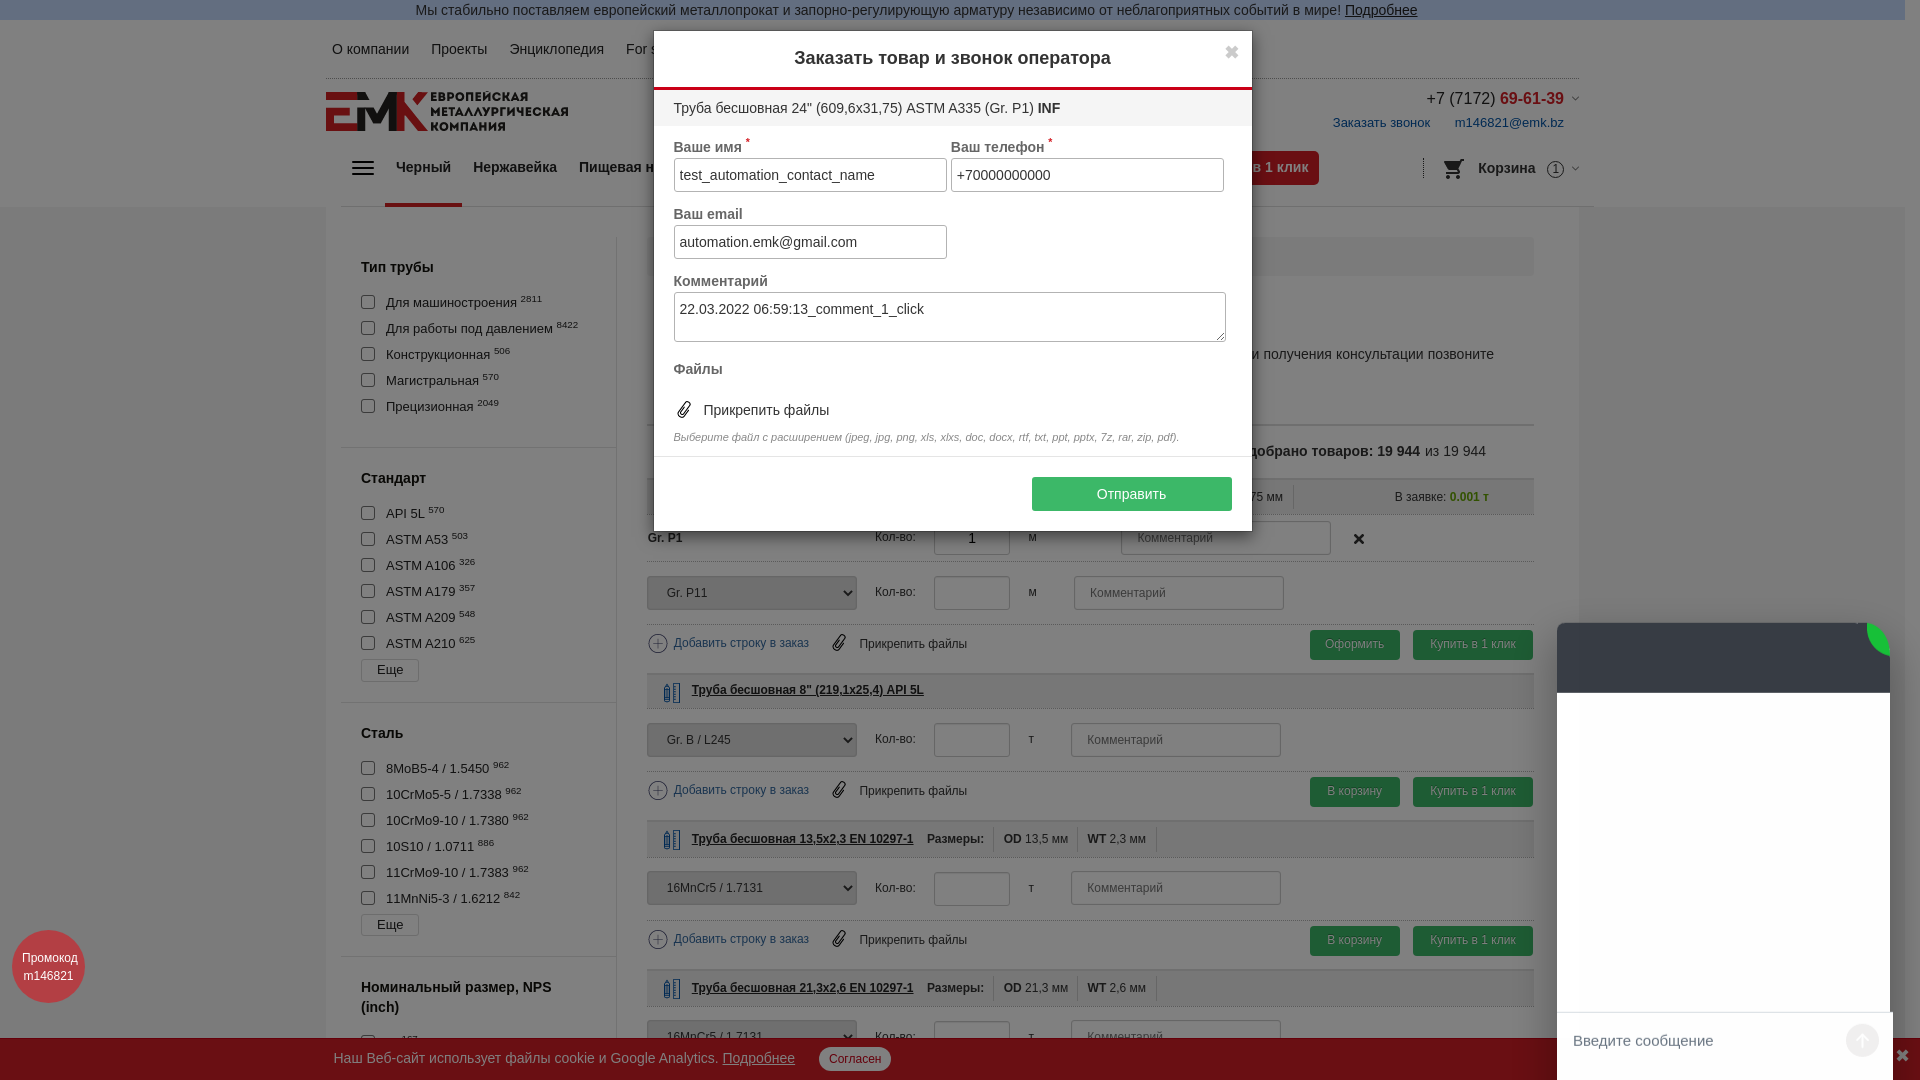 Мы стабильно поставляем европейский металлопрокат и запорно-регулирующую арматуру независимо от неблагоприятных событий в мире! Подробнее
О компании Проекты Энциклопедия For s
Заказать товар и звонок оператора
✖
ЕВРОПЕЙСКАЯ
EMK МЕТАЛЛУРГИЧЕСКАЯ
КОМПАНИЯ
+7 (7172) 69-61-39
Заказать звонок m146821@emk.bz
Черный Нержавейка Пищевая н
в 1 клик
Корзина 1
Труба бесшовная 24" (609,6x31,75) ASTM A335 (Gr. P1) INF
Ваше имя * Ваш телефон *
test_automation_contact_name +70000000000
Ваш email
automation.emk@gmail.com
Комментарий
22.03.2022 06:59:13_comment_1_click
Файлы
Прикрепить файлы
Выберите файл с расширением (jpeg, jpg, png, xls, xlxs, doc, docx, rtf, txt, ppt, pptx, 7z, rar, zip, pdf).
Отправить
Тип трубы
Для машиностроения 2811
Для работы под давлением 8422
Конструкционная 506
Магистральная 570
Прецизионная 2049
Стандарт
API 5L 570
ASTM A53 503
ASTM A106 326
ASTM A179 357
ASTM A209 548
ASTM A210 625
Еще
Сталь
8MoB5-4 / 1.5450 962
10CrMo5-5 / 1.7338 962
10CrMo9-10 / 1.7380 962
10S10 / 1.0711 886
11CrMo9-10 / 1.7383 962
11MnNi5-3 / 1.6212 842
Еще
Номинальный размер, NPS
(inch)
167
и получения консультации позвоните
добрано товаров: 19 944 из 19 944
75 мм В заявке: 0.001 т
Gr. P1 Кол-во: 1 м Комментарий
Gr. P11 Кол-во: м Комментарий
Добавить строку в заказ Прикрепить файлы Оформить Купить в 1 клик
Труба бесшовная 8" (219,1x25,4) API 5L
Gr. B / L245 Кол-во: т Комментарий
Добавить строку в заказ Прикрепить файлы В корзину Купить в 1 клик
Труба бесшовная 13,5x2,3 EN 10297-1 Размеры: OD 13,5 мм WT 2,3 мм
16MnCr5 / 1.7131 Кол-во: т Комментарий
Добавить строку в заказ Прикрепить файлы В корзину Купить в 1 клик
Труба бесшовная 21,3x2,6 EN 10297-1 Размеры: OD 21,3 мм WT 2,6 мм
16MnCr5 / 1.7131 Кол-во: т Комментарий
Промокод
m146821
Наш Веб-сайт использует файлы cookie и Google Analytics. Подробнее Согласен
Введите сообщение
✖